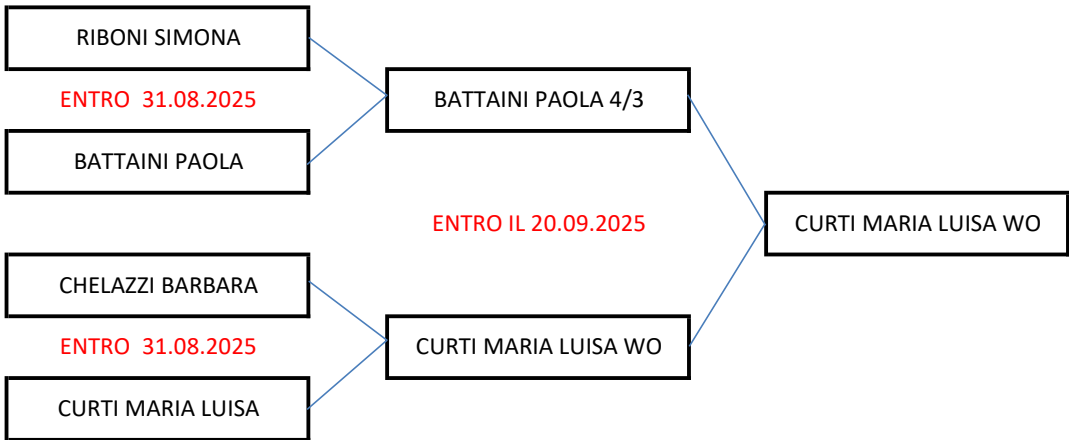 RIBONI SIMONA
ENTRO  31.08.2025
BATTAINI PAOLA 4/3
BATTAINI PAOLA
ENTRO IL 20.09.2025
CURTI MARIA LUISA WO
CHELAZZI BARBARA
ENTRO  31.08.2025
CURTI MARIA LUISA WO
CURTI MARIA LUISA